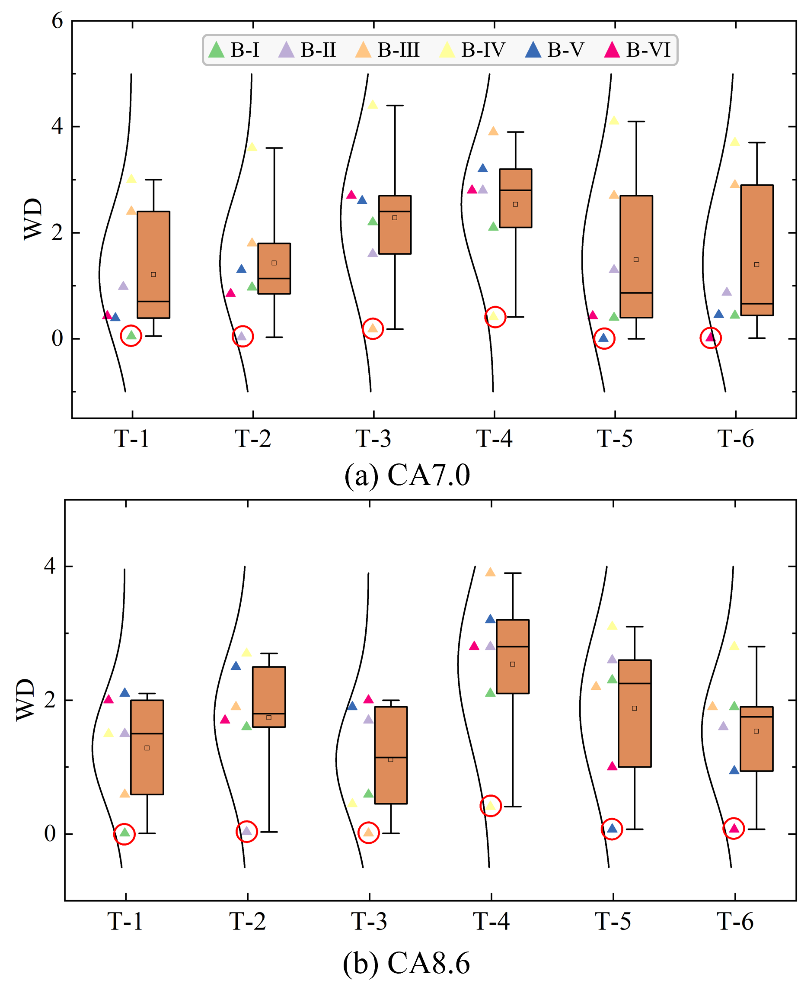 6
B-I B-II B-III B-IV B-V B-VI
4
WD
2
0
T-1 T-2 T-3 T-4 T-5 T-6
(a) CA7.0
4
WD
2
0
T-1 T-2 T-3 T-4 T-5 T-6
(b) CA8.6